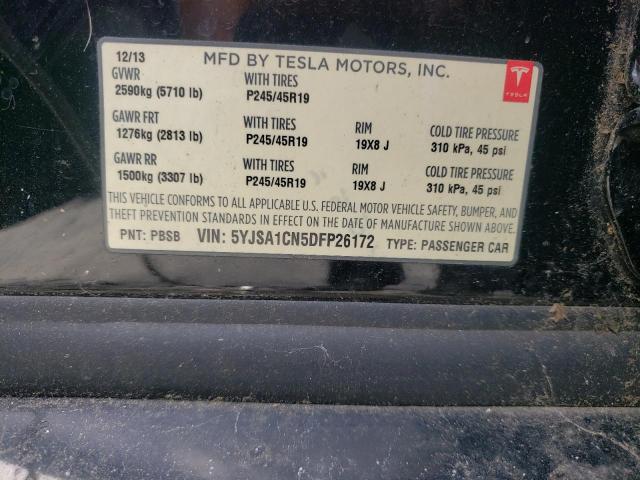 12/13 MFD BY TESLA MOTORS, INC.
GVWR WITH TIRES
2590kg (5710 lb) P245/45R19
TESLA
GAWR FRT WITH TIRES RIM COLD TIRE PRESSURE
1276kg (2813 lb) P245/45R19 19X8 J 310 kPa, 45 psi
GAWR RR WITH TIRES RIM COLD TIRE PRESSURE
1500kg (3307 lb) P245/45R19 19X8 J 310 kPa, 45 psi
THIS VEHICLE CONFORMS TO ALL APPLICABLE U.S. FEDERAL MOTOR VEHICLE SAFETY, BUMPER, AND
THEFT PREVENTION STANDARDS IN EFFECT ON THE DATE OF MANUFACTURE SHOWN ABOVE.
PNT: PBSB VIN: 5YJSA1CN5DFP26172 TYPE: PASSENGER CAR